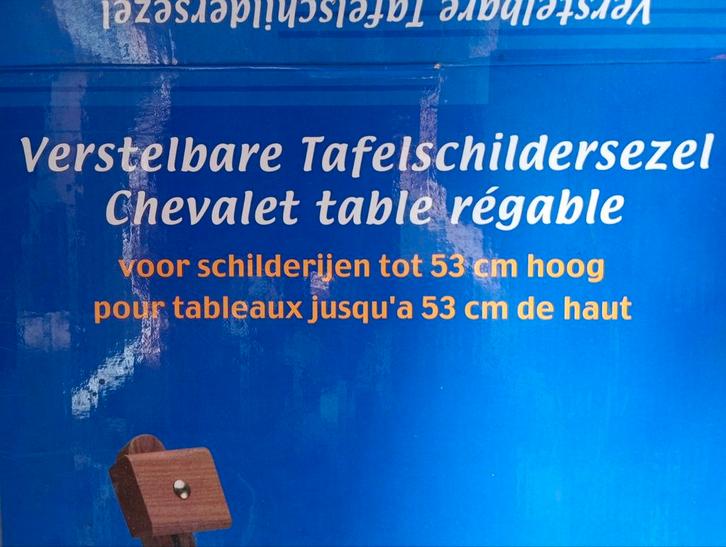 Verstelbare Tafelschildersezel
Verstelbare Tafelschildersezel
Chevalet table régable
voor schilderijen tot 53 cm hoog
pour tableaux jusqu'a 53 cm de haut